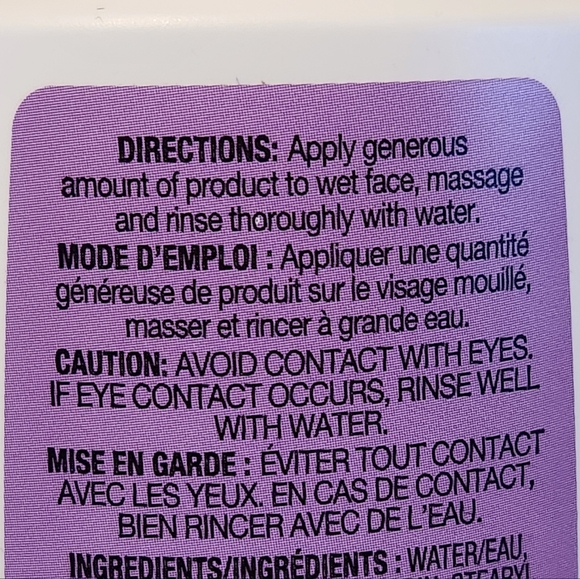 DIRECTIONS: Apply generous
amount of product to wet face, massage
and rinse thoroughly with water.
MODE D'EMPLOI : Appliquer une quantité
généreuse de produit sur le visage mouillé,
masser et rincer à grande eau.
CAUTION: AVOID CONTACT WITH EYES.
IF EYE CONTACT OCCURS, RINSE WELL
WITH WATER.
MISE EN GARDE : ÉVITER TOUT CONTACT
AVEC LES YEUX. EN CAS DE CONTACT,
BIEN RINCER AVEC DE L'EAU.
INGREDIENTS/INGRÉDIENTS : WATER/EAU,